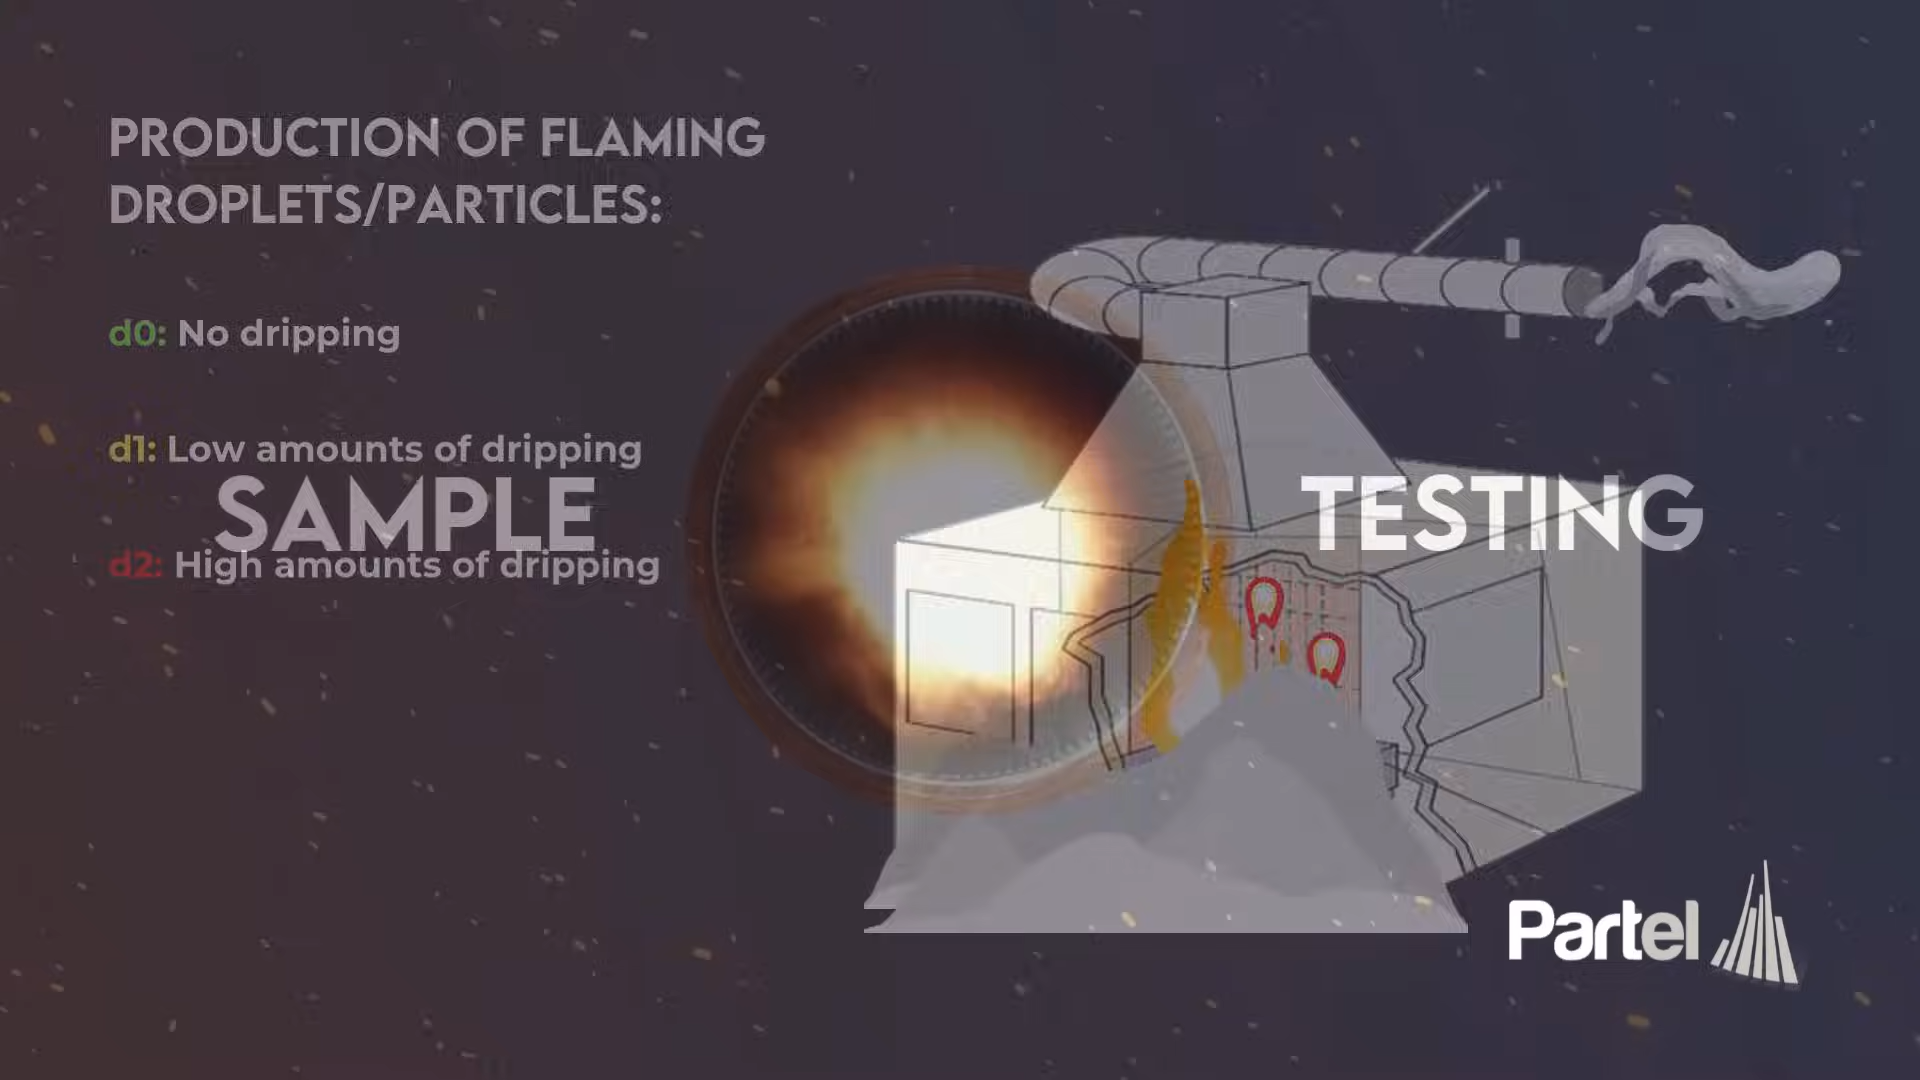 PRODUCTION OF FLAMING
DROPLETS/PARTICLES:
d0: No dripping
d1: Low amounts of dripping
SAMPLE
TESTING
d2: High amounts of dripping
Partel